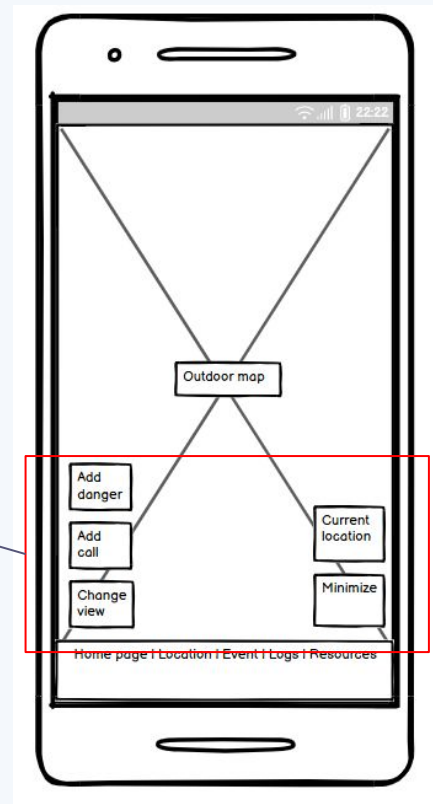 22:22
Outdoor map
Add
danger
Add
call
Change
view
Current
location
Minimize
Home page | Location | Event | Logs | Resources